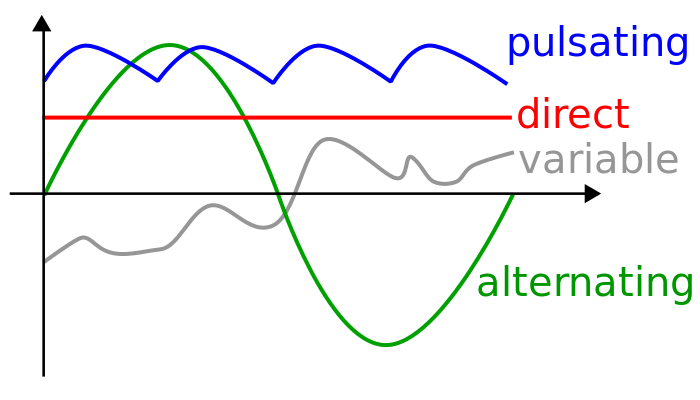 pulsating
direct
variable
alternating